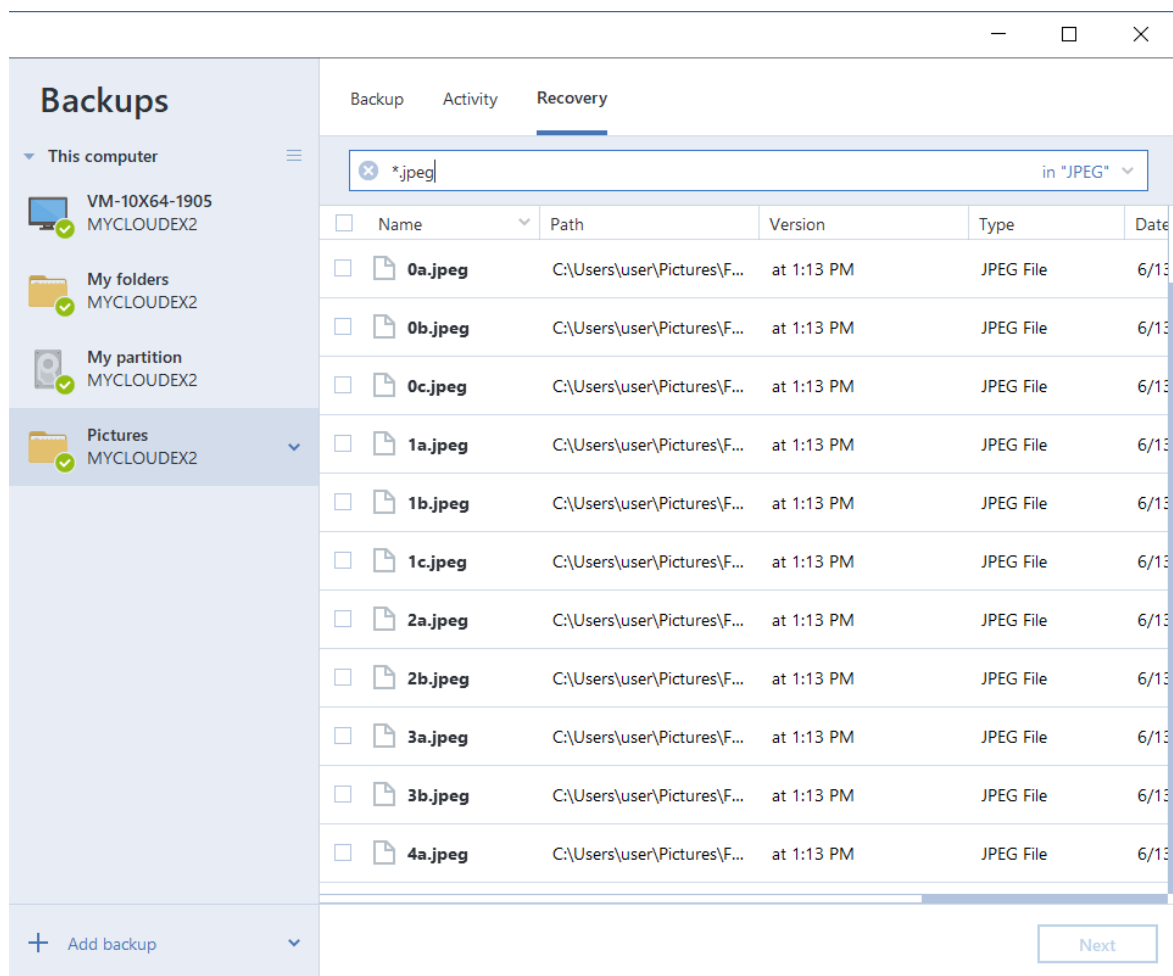 Backups
This computer
VM-10X64-1905
MYCLOUDEX2
My folders
MYCLOUDEX2
My partition
MYCLOUDEX2
Pictures
MYCLOUDEX2
Add backup
Backup Activity Recovery
*.jpeg in "JPEG"
Name Path Version Type Date
0a.jpeg C:\Users\user\Pictures\F... at 1:13 PM JPEG File 6/13
0b.jpeg C:\Users\user\Pictures\F... at 1:13 PM JPEG File 6/13
0c.jpeg C:\Users\user\Pictures\F... at 1:13 PM JPEG File 6/13
1a.jpeg C:\Users\user\Pictures\F... at 1:13 PM JPEG File 6/13
1b.jpeg C:\Users\user\Pictures\F... at 1:13 PM JPEG File 6/13
1c.jpeg C:\Users\user\Pictures\F... at 1:13 PM JPEG File 6/13
2a.jpeg C:\Users\user\Pictures\F... at 1:13 PM JPEG File 6/13
2b.jpeg C:\Users\user\Pictures\F... at 1:13 PM JPEG File 6/13
3a.jpeg C:\Users\user\Pictures\F... at 1:13 PM JPEG File 6/13
3b.jpeg C:\Users\user\Pictures\F... at 1:13 PM JPEG File 6/13
4a.jpeg C:\Users\user\Pictures\F... at 1:13 PM JPEG File 6/13
Next